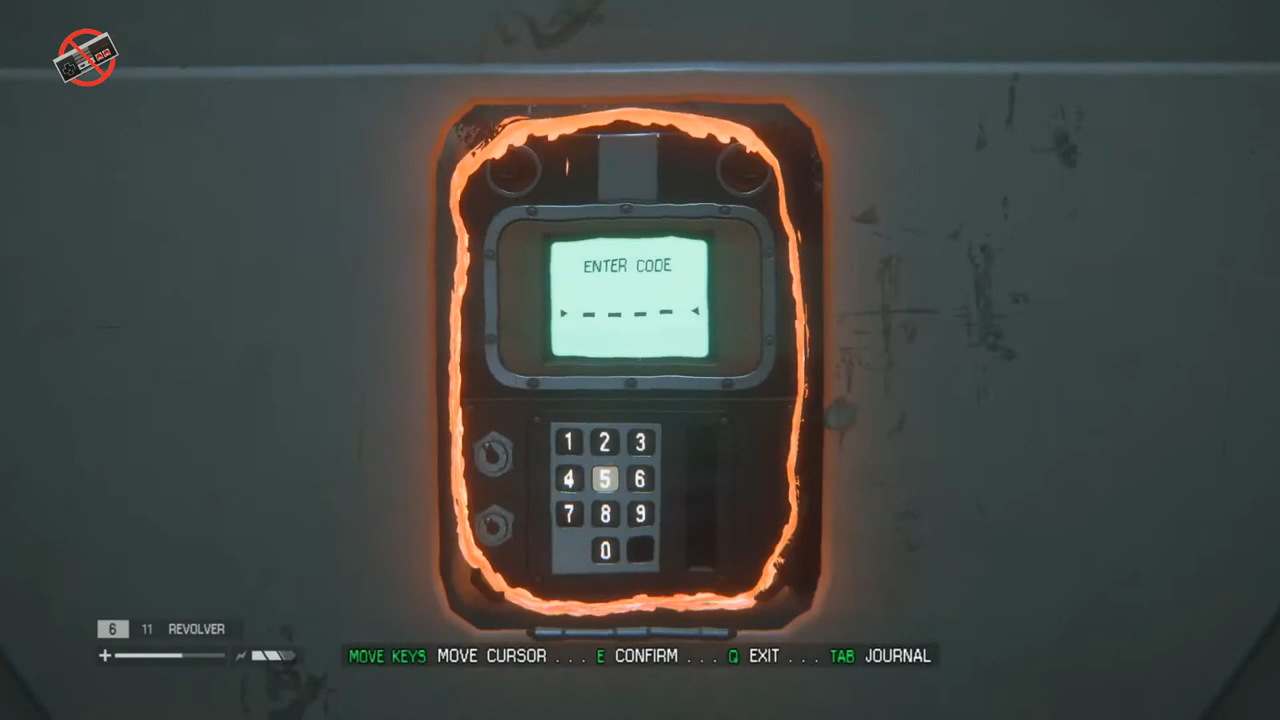 ENTER CODE
1 2 3
4 5 6
7 8 9
0
6 11 REVOLVER
MOVE KEYS MOVE CURSOR . . . E CONFIRM . . . Q EXIT . . . TAB JOURNAL